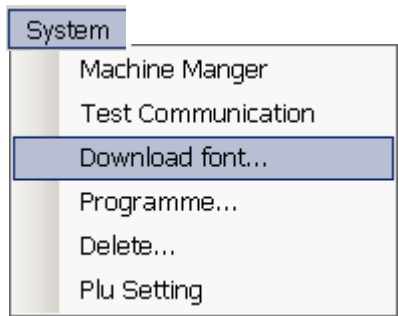 System
Machine Manger
Test Communication
Download font...
Programme...
Delete...
Plu Setting